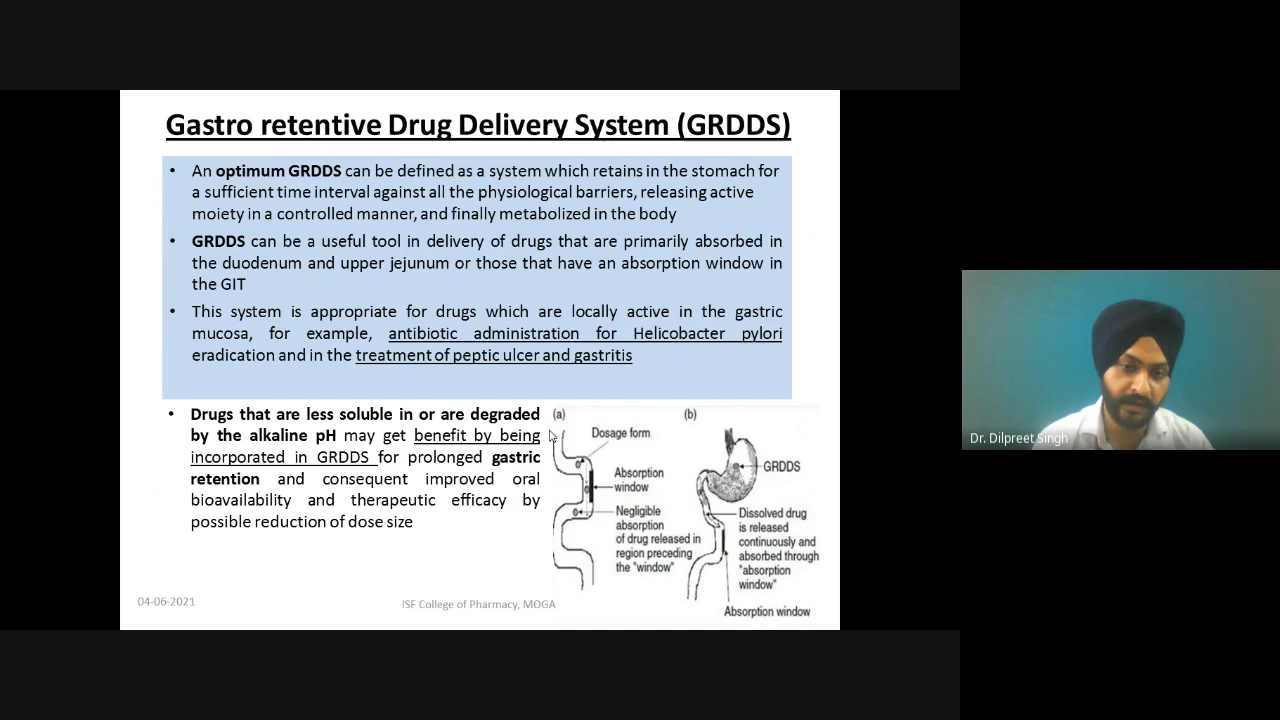 Gastro retentive Drug Delivery System (GRDDS)
• An optimum GRDDS can be defined as a system which retains in the stomach for
a sufficient time interval against all the physiological barriers, releasing active
moiety in a controlled manner, and finally metabolized in the body
• GRDDS can be a useful tool in delivery of drugs that are primarily absorbed in
the duodenum and upper jejunum or those that have an absorption window in
the GIT
• This system is appropriate for drugs which are locally active in the gastric
mucosa, for example, antibiotic administration for Helicobacter pylori
eradication and in the treatment of peptic ulcer and gastritis
• Drugs that are less soluble in or are degraded
by the alkaline pH may get benefit by being
incorporated in GRDDS for prolonged gastric
retention and consequent improved oral
bioavailability and therapeutic efficacy by
possible reduction of dose size
(a)
Dosage form
Absorption
window
Negligible
absorption
of drug released in
region preceding
the "window"
(b)
GRDDS
Dissolved drug
is released
continuously and
absorbed through
"absorption
window"
Absorption window
04-06-2021
ISF College of Pharmacy, MOGA
Dr. Dilpreet Singh